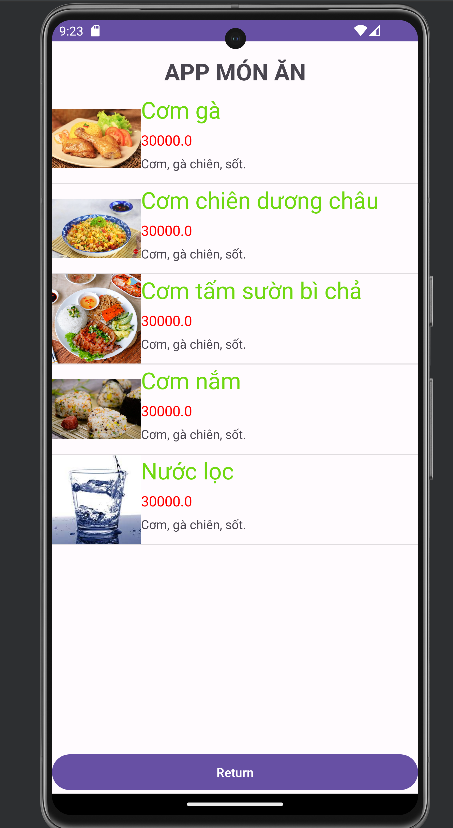 9:23
APP MÓN ĂN
Cơm gà
30000.0
Cơm, gà chiên, sốt.
Cơm chiên dương châu
30000.0
Cơm, gà chiên, sốt.
Cơm tấm sườn bì chả
30000.0
Cơm, gà chiên, sốt.
Cơm nắm
30000.0
Cơm, gà chiên, sốt.
Nước lọc
30000.0
Cơm, gà chiên, sốt.
Return